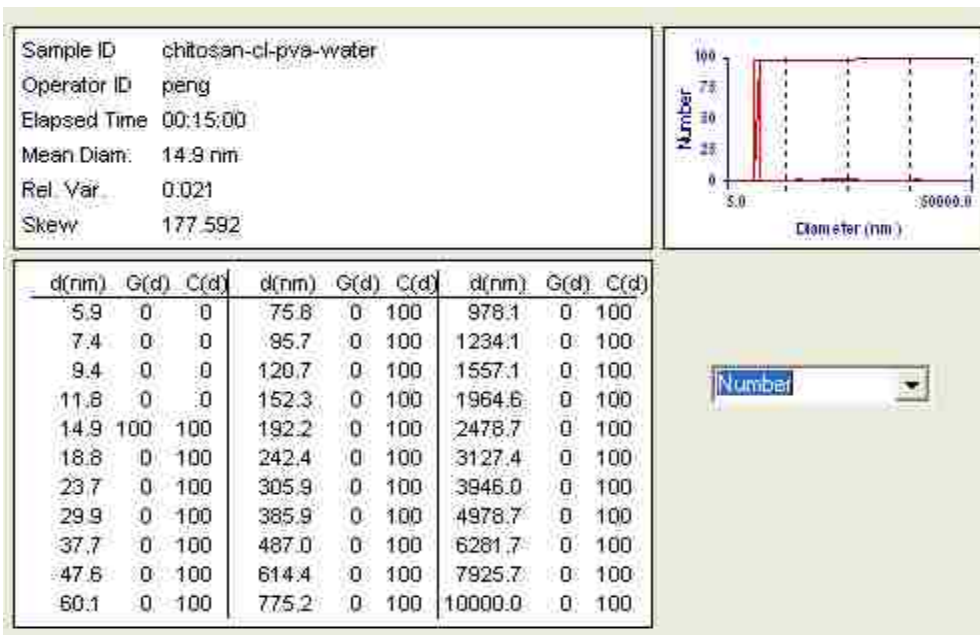 Sample ID chitosan-cl-pva-water
Operator ID peng
Elapsed Time 00:15:00
Mean Diam. 14.9 nm
Rel. Var. 0.021
Skew 177.592
Number
100
75
50
25
0
5.0 50000.0
Diameter (nm)
d(nm) G(d) C(d) d(nm) G(d) C(d) d(nm) G(d) C(d)
5.9 0 0 75.8 0 100 978.1 0 100
7.4 0 0 95.7 0 100 1234.1 0 100
9.4 0 0 120.7 0 100 1557.1 0 100
11.8 0 0 152.3 0 100 1964.6 0 100
14.9 100 100 192.2 0 100 2478.7 0 100
18.8 0 100 242.4 0 100 3127.4 0 100
23.7 0 100 305.9 0 100 3946.0 0 100
29.9 0 100 385.9 0 100 4978.7 0 100
37.7 0 100 487.0 0 100 6281.7 0 100
47.6 0 100 614.4 0 100 7925.7 0 100
60.1 0 100 775.2 0 100 10000.0 0 100
Number